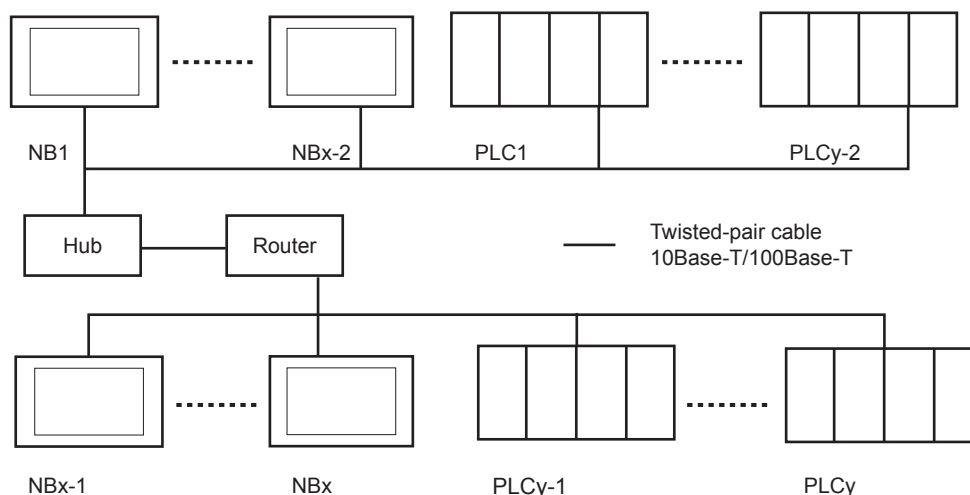 NB1
NBx-2
PLC1
PLCy-2
Hub
Router
Twisted-pair cable
10Base-T/100Base-T
NBx-1
NBx
PLCy-1
PLCy